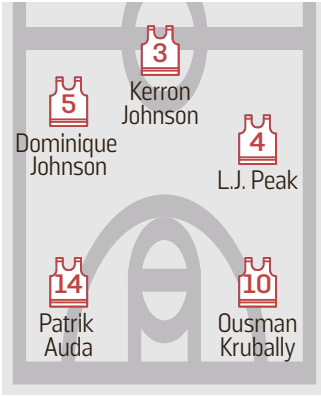 3
Kerron
Johnson
5
Dominique
Johnson
4
L.J. Peak
14
Patrik
Auda
10
Ousman
Krubally